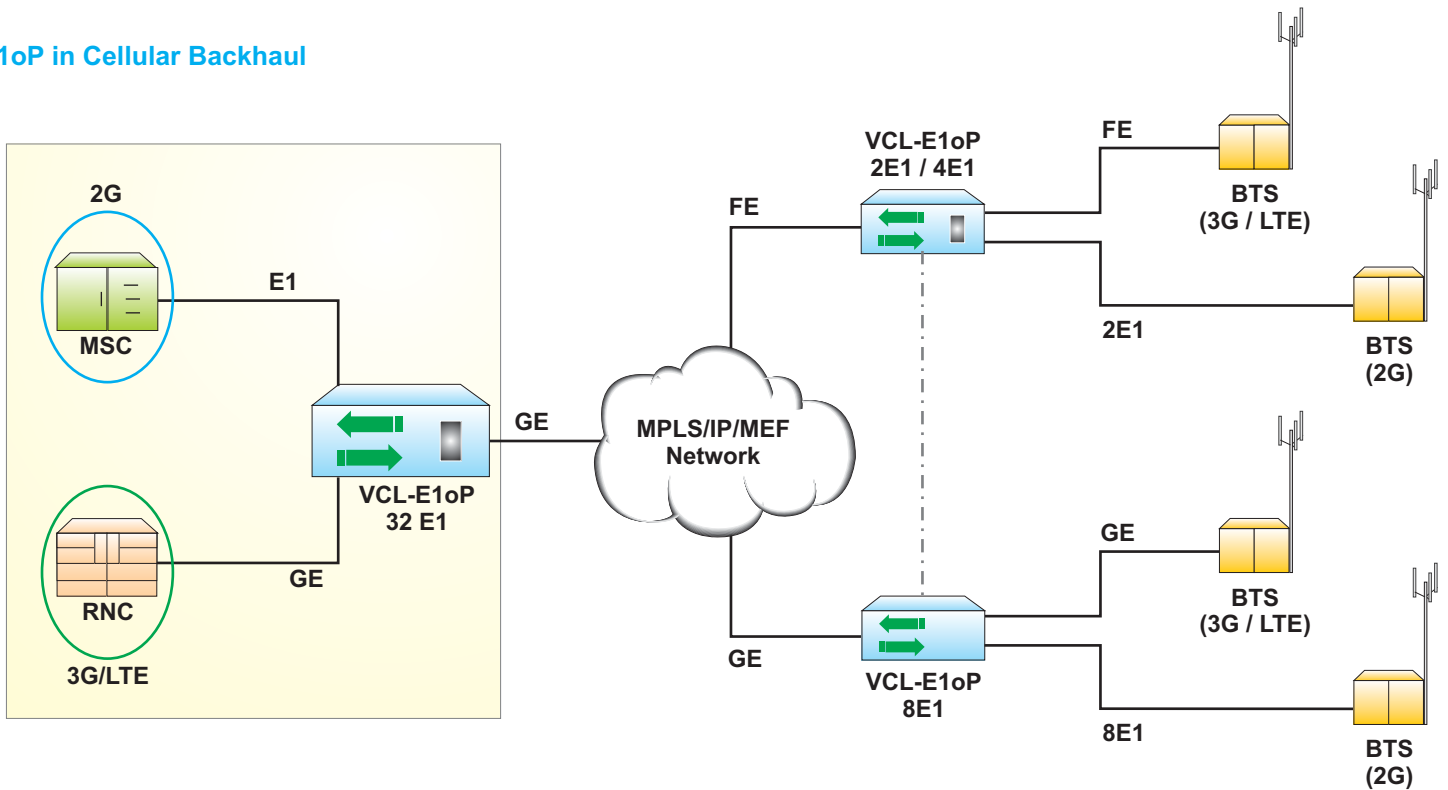 1oP in Cellular Backhaul
2G
MSC
E1
VCL-E1oP
32 E1
GE
RNC
3G/LTE
GE
MPLS/IP/MEF
Network
FE
VCL-E1oP
2E1 / 4E1
FE
BTS
(3G / LTE)
2E1
BTS
(2G)
GE
VCL-E1oP
8E1
GE
BTS
(3G / LTE)
8E1
BTS
(2G)